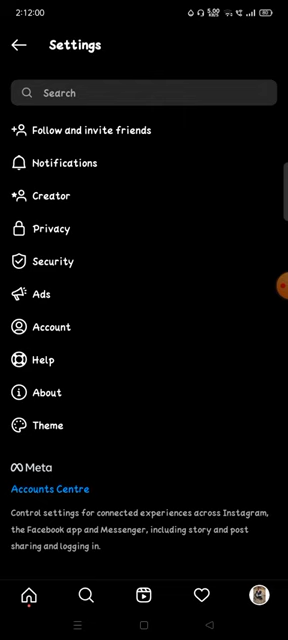 2:12:00
Settings
Search
Follow and invite friends
Notifications
Creator
Privacy
Security
Ads
Account
Help
About
Theme
Meta
Accounts Centre
Control settings for connected experiences across Instagram,
the Facebook app and Messenger, including story and post
sharing and logging in.